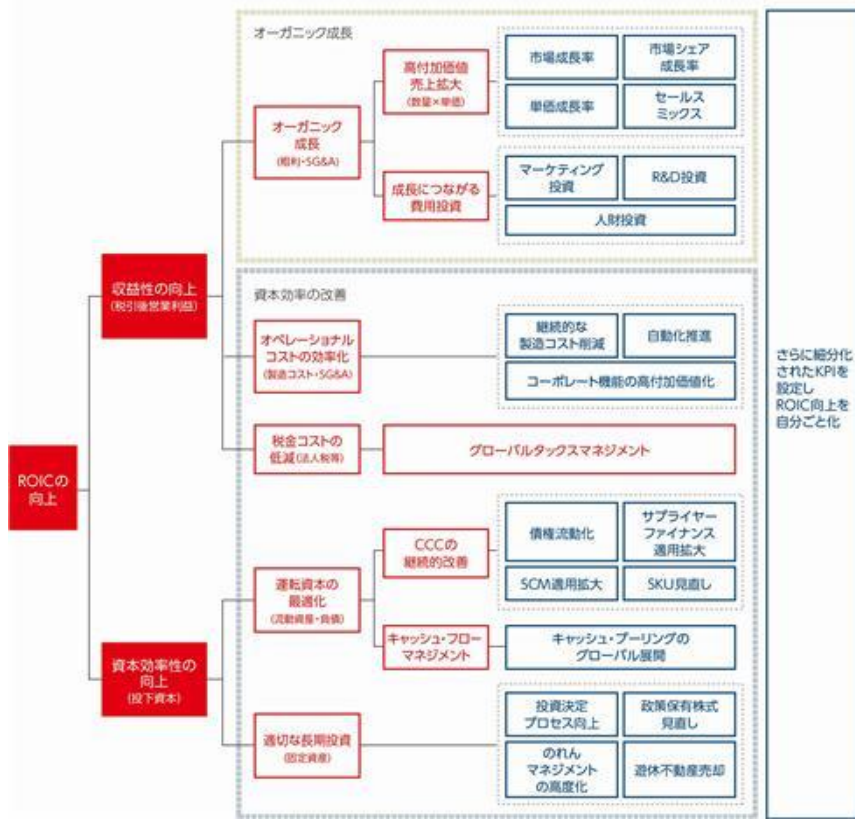 オーガニック成長
高付加価値
売上拡大
(数量×単価)
市場成長率
市場シェア
成長率
単価成長率
セールス
ミックス
オーガニック
成長
(粗利・SG&A)
成長につながる
費用投資
マーケティング
投資
R&D投資
人財投資
収益性の向上
(税引後営業利益)
資本効率の改善
オペレーショナル
コストの効率化
(製造コスト・SG&A)
継続的な
製造コスト削減
自動化推進
コーポレート機能の高付加価値化
税金コストの
低減(法人税等)
グローバルタックスマネジメント
ROICの
向上
CCCの
継続的改善
債権流動化
サプライヤー
ファイナンス
適用拡大
SCM適用拡大
SKU見直し
運転資本の
最適化
(流動資産・負債)
キャッシュ・フロー
マネジメント
キャッシュ・プーリングの
グローバル展開
資本効率性の
向上
(投下資本)
適切な長期投資
(固定資産)
投資決定
プロセス向上
政策保有株式
見直し
のれん
マネジメント
の高度化
遊休不動産売却
さらに細分化
されたKPIを
設定し
ROIC向上を
自分ごと化